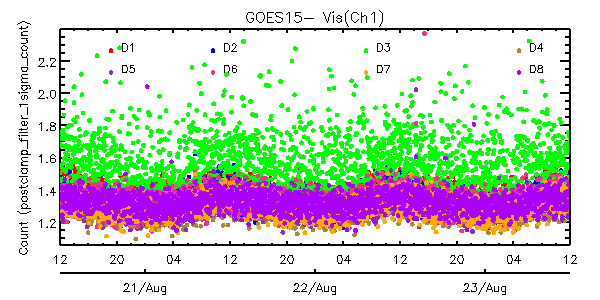 GOES15- Vis(Ch1)
D1 D2 D3 D4
D5 D6 D7 D8
Count (postclamp_filter_1sigma_count)
2.2
2.0
1.8
1.6
1.4
1.2
12 20 04 12 20 04 12 20 04 12
21/Aug 22/Aug 23/Aug